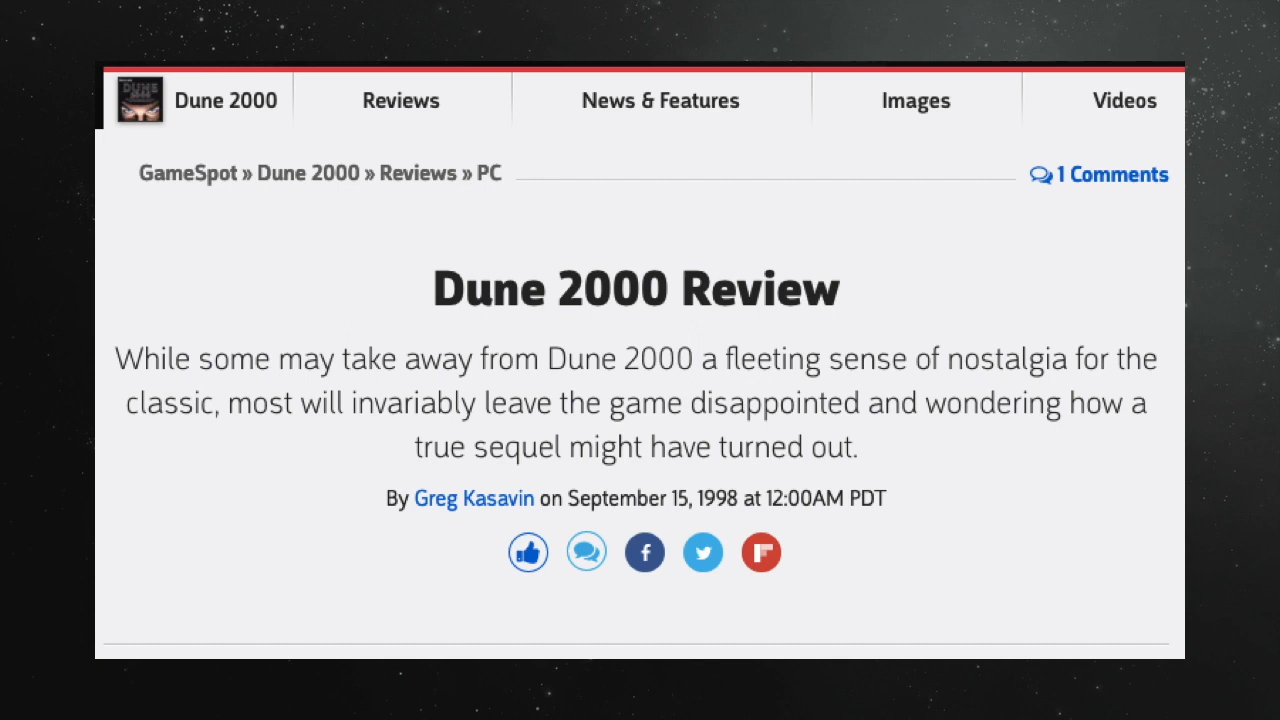 Dune 2000
Reviews
News & Features
Images
Videos
GameSpot » Dune 2000 » Reviews » PC
1 Comments
Dune 2000 Review
While some may take away from Dune 2000 a fleeting sense of nostalgia for the
classic, most will invariably leave the game disappointed and wondering how a
true sequel might have turned out.
By Greg Kasavin on September 15, 1998 at 12:00AM PDT